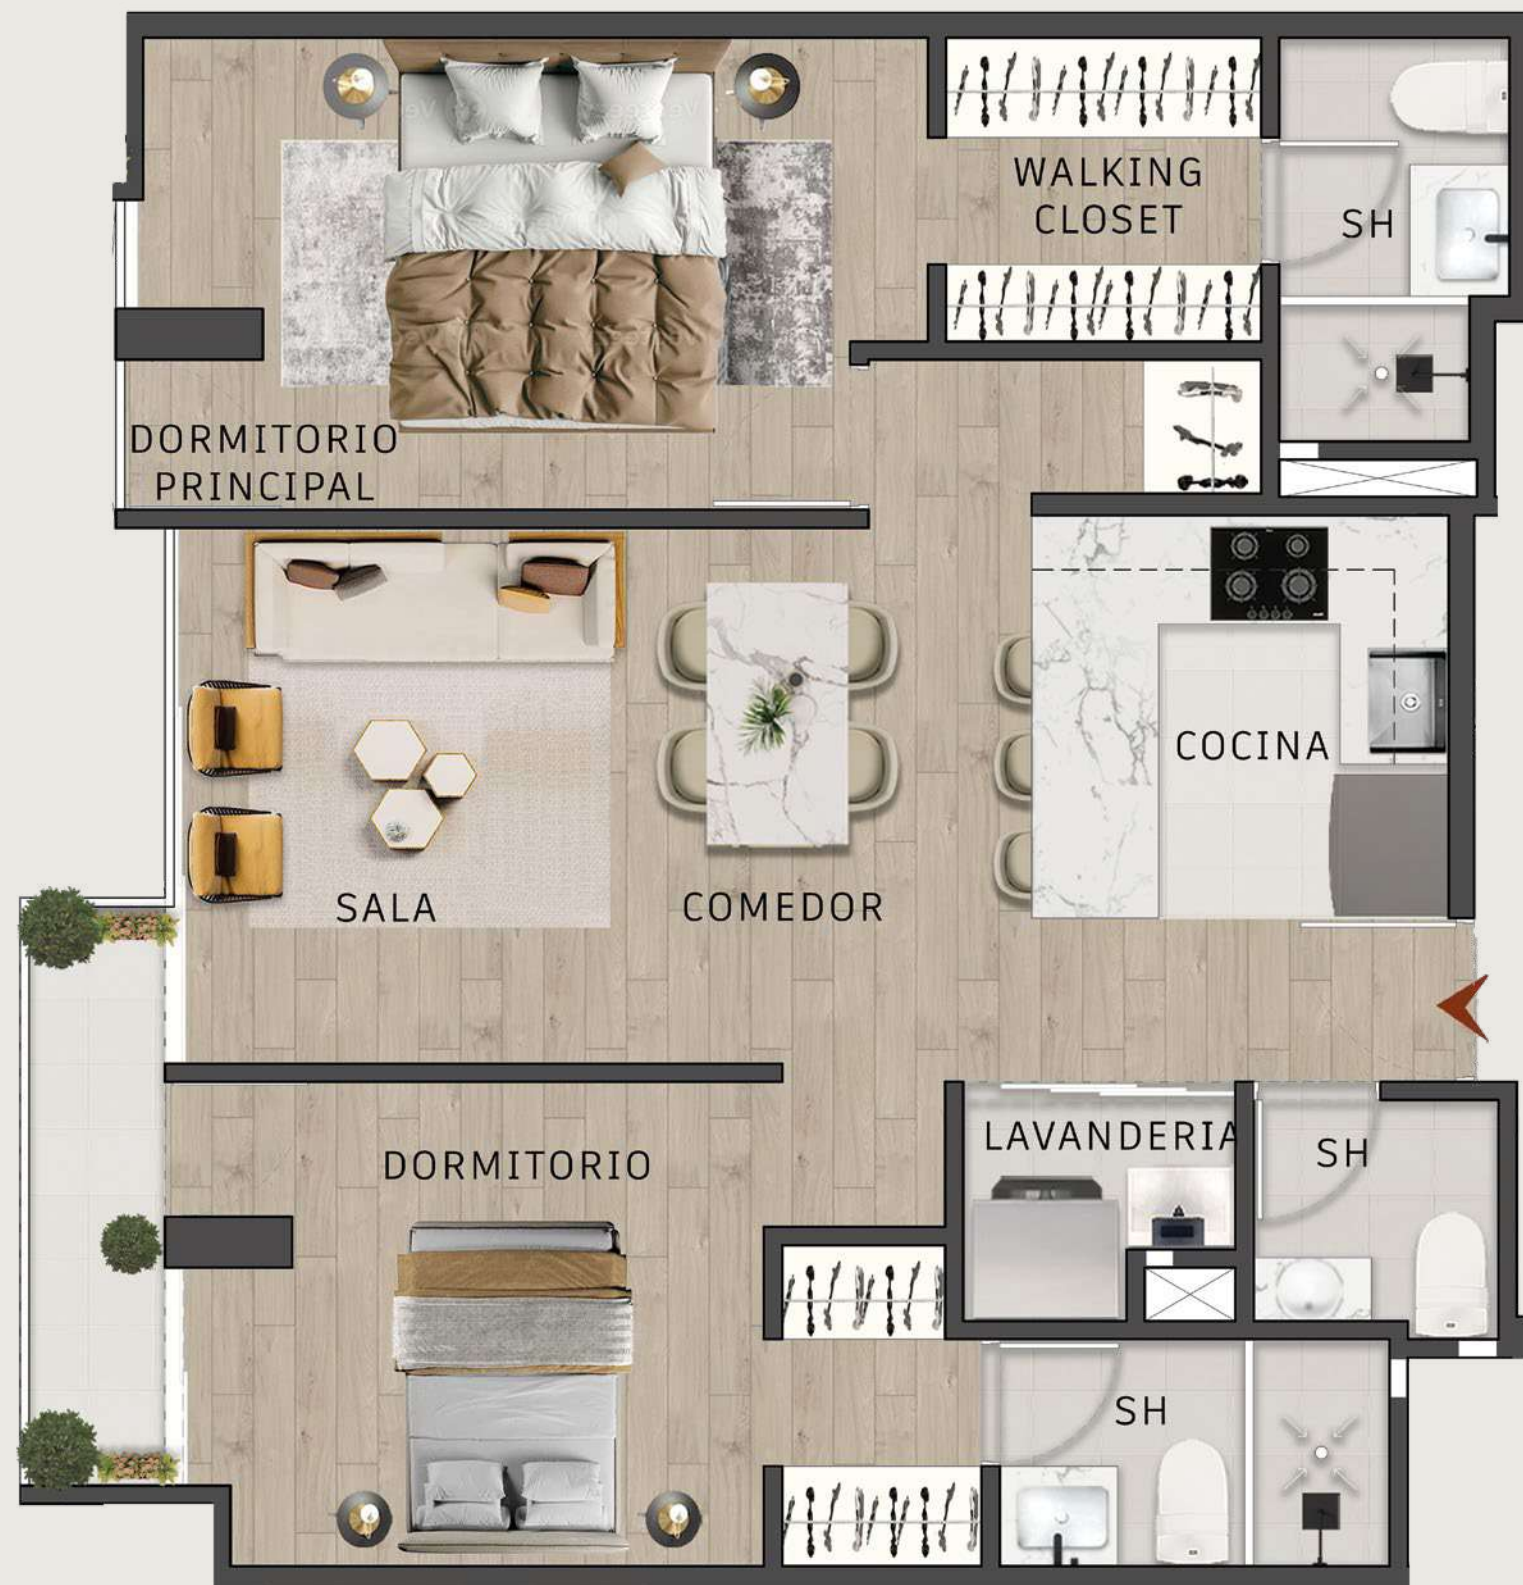 WALKING
CLOSET
SH
DORMITORIO
PRINCIPAL
COCINA
SALA
COMEDOR
LAVANDERIA
SH
DORMITORIO
SH